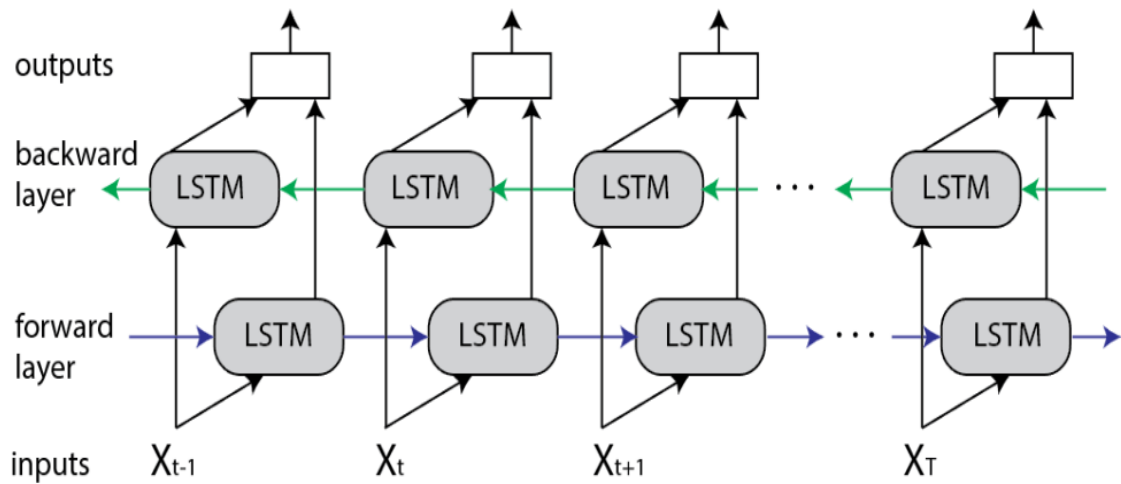 outputs
backward
layer
LSTM LSTM LSTM ... LSTM
forward
layer
LSTM LSTM LSTM ... LSTM
inputs Xt-1 Xt Xt+1 XT